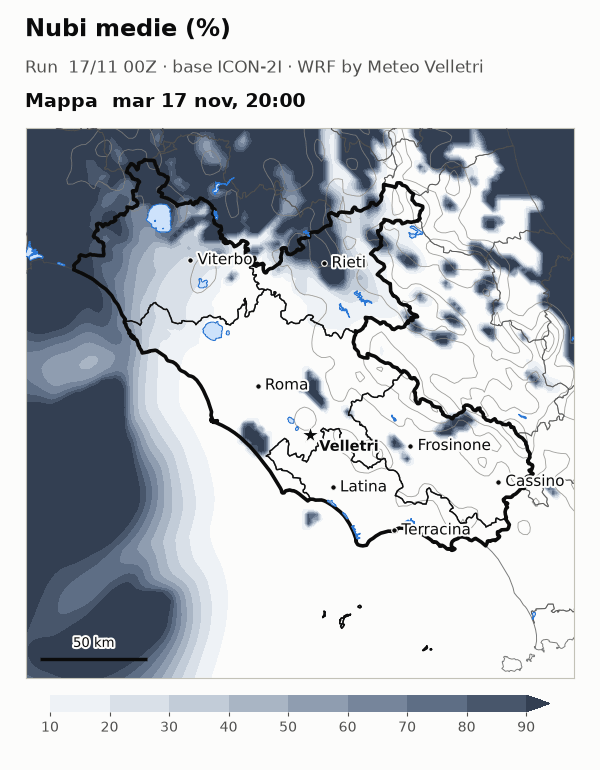 Nubi medie (%)
Run  17/11 00Z · base ICON-2I · WRF by Meteo Velletri
Mappa  mar 17 nov, 20:00
Viterbo
Rieti
Roma
Velletri
Frosinone
Latina
Cassino
Terracina
50 km
10 20 30 40 50 60 70 80 90